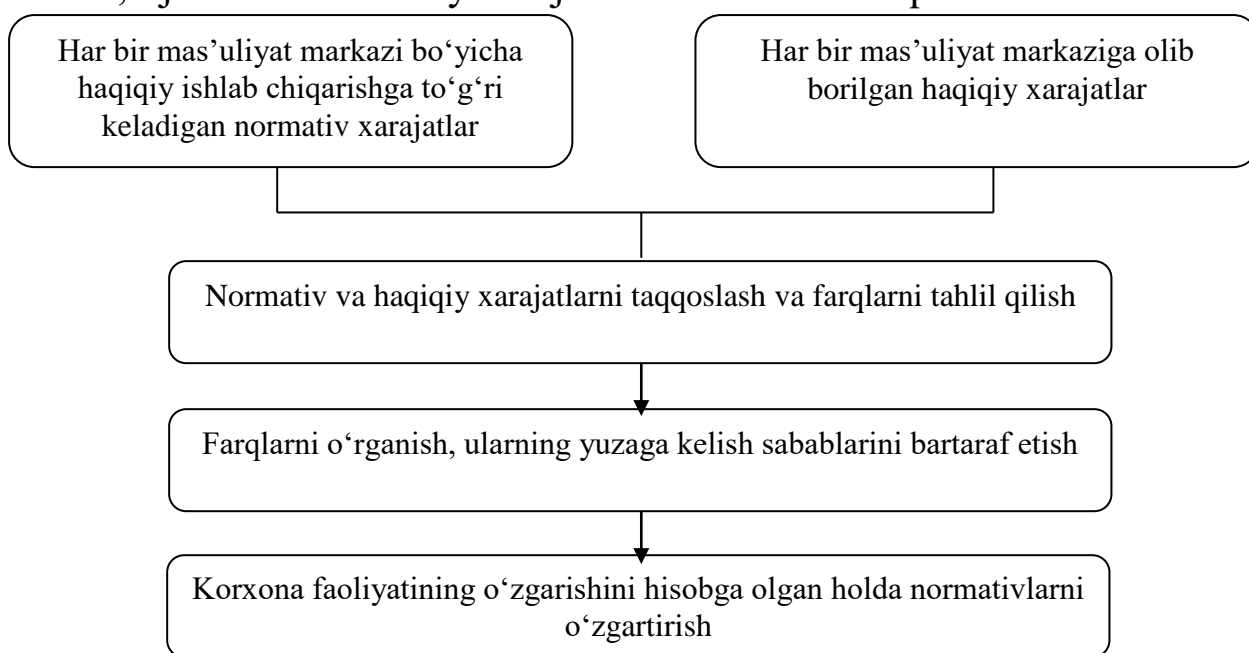 Har bir mas’uliyat markazi bo‘yicha
haqiqiy ishlab chiqarishga to‘g‘ri
keladigan normativ xarajatlar
Har bir mas’uliyat markaziga olib
borilgan haqiqiy xarajatlar
Normativ va haqiqiy xarajatlarni taqqoslash va farqlarni tahlil qilish
Farqlarni o‘rganish, ularning yuzaga kelish sabablarini bartaraf etish
Korxona faoliyatining o‘zgarishini hisobga olgan holda normativlarni
o‘zgartirish